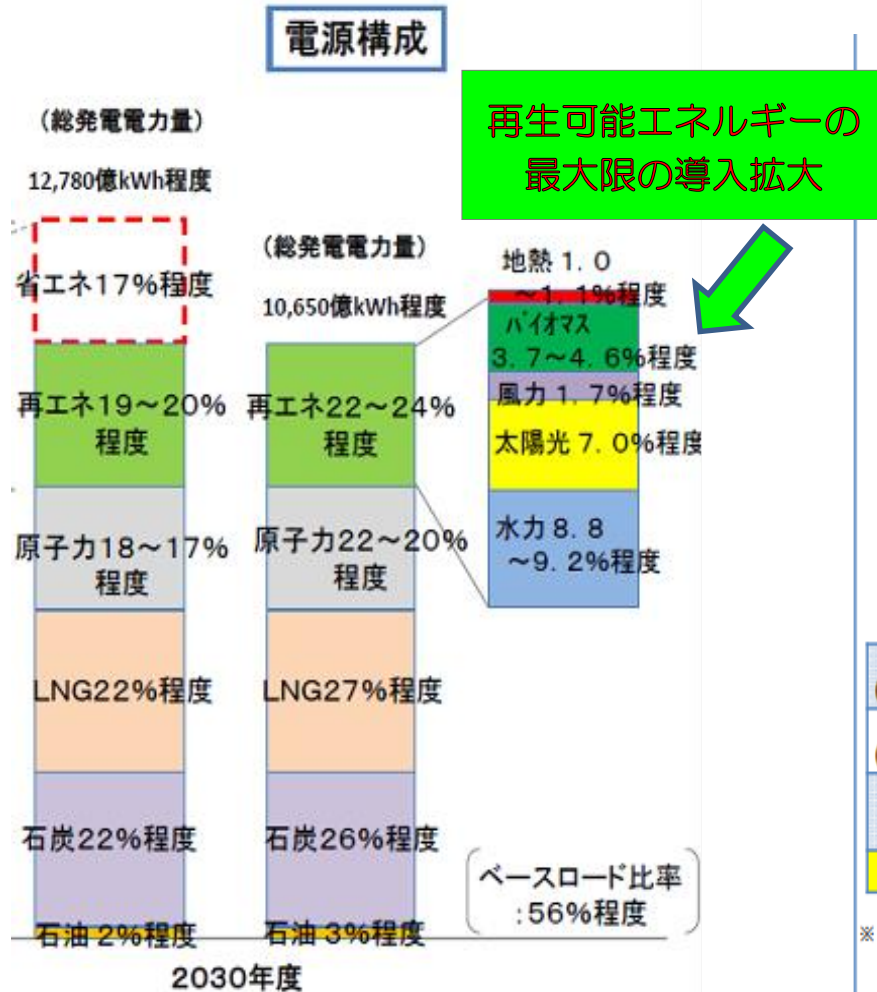 電源構成
再生可能エネルギーの
最大限の導入拡大
（総発電電力量）
12,780億kWh程度
省エネ17%程度
再エネ19～20%
程度
原子力18～17%
程度
LNG22%程度
石炭22%程度
石油 2%程度
（総発電電力量）
10,650億kWh程度
再エネ22～24%
程度
原子力22～20%
程度
LNG27%程度
石炭26%程度
石油 3%程度
地熱 1．0
～1．1%程度
バイオマス
3．7～4．6%程度
風力 1．7%程度
太陽光 7．0%程度
水力 8．8
～9．2%程度
ベースロード比率
：56%程度
2030年度
※